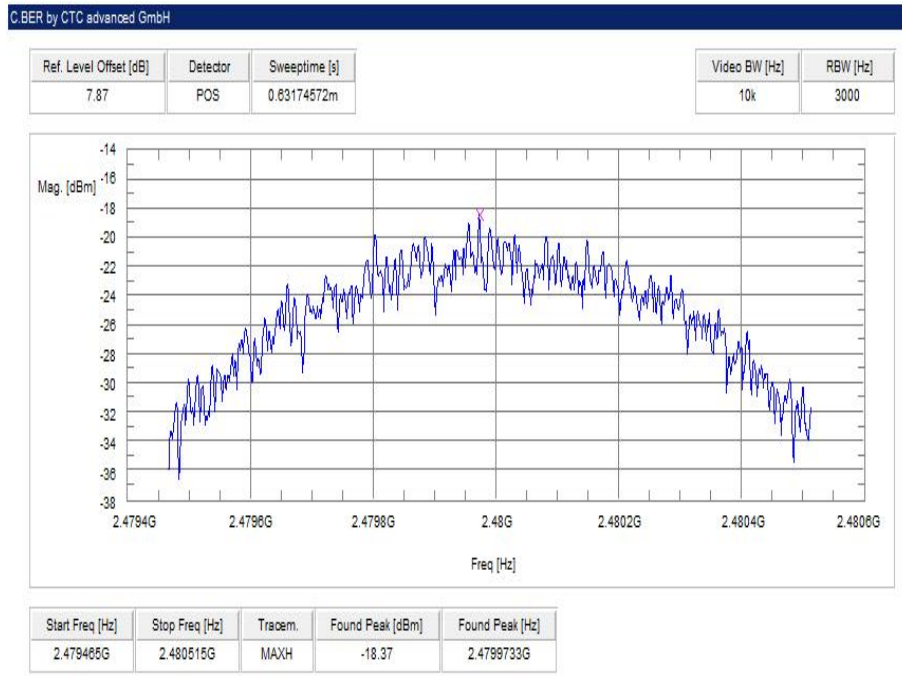 C.BER by CTC advanced GmbH
Ref. Level Offset [dB] Detector Sweeptime [s] Video BW [Hz] RBW [Hz]
7.87 POS 0.63174572m 10k 3000
-14
Mag. [dBm] -16
-18
-20
-22
-24
-26
-28
-30
-32
-34
-36
-38
2.4794G 2.4796G 2.4798G 2.48G 2.4802G 2.4804G 2.4806G
Freq [Hz]
Start Freq [Hz] Stop Freq [Hz] Tracem. Found Peak [dBm] Found Peak [Hz]
2.479465G 2.480515G MAXH -18.37 2.4799733G